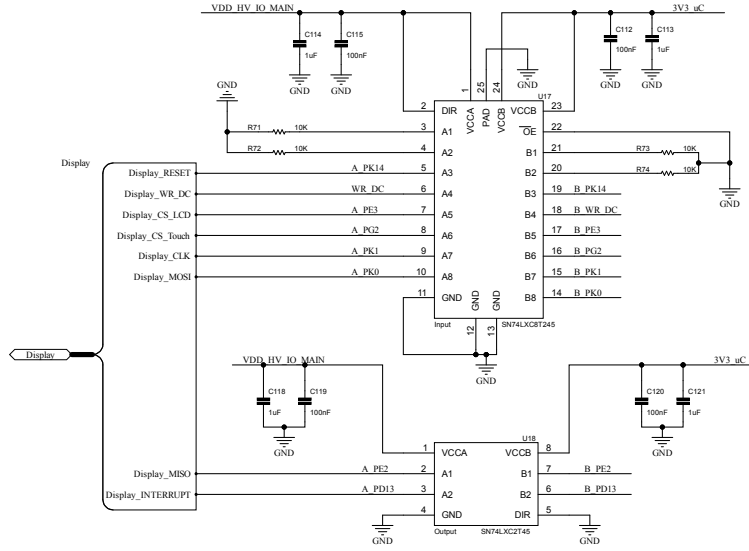 VDD_HV_IO_MAIN
3V3_uC
C114
1uF
C115
100nF
C112
100nF
C113
1uF
GND
GND
GND
GND
GND
GND
1
25
24
U17
2
DIR
VCCA
PAD
VCCB
VCCB
23
R71
10K
3
A1
OE
22
R72
10K
4
A2
B1
21
R73
10K
Display
Display_RESET
A_PK14
5
A3
B2
20
R74
10K
Display_WR_DC
WR_DC
6
A4
B3
19
B_PK14
GND
Display_CS_LCD
A_PE3
7
A5
B4
18
B_WR_DC
Display_CS_Touch
A_PG2
8
A6
B5
17
B_PE3
Display_CLK
A_PK1
9
A7
B6
16
B_PG2
Display_MOSI
A_PK0
10
A8
B7
15
B_PK1
11
GND
GND
GND
B8
14
B_PK0
Input
12
13
SN74LXC8T245
GND
Display
VDD_HV_IO_MAIN
3V3_uC
C118
1uF
C119
100nF
C120
100nF
C121
1uF
GND
GND
U18
1
VCCA
VCCB
8
Display_MISO
A_PE2
2
A1
B1
7
B_PE2
Display_INTERRUPT
A_PD13
3
A2
B2
6
B_PD13
4
GND
DIR
5
GND
Output
SN74LXC2T45
GND